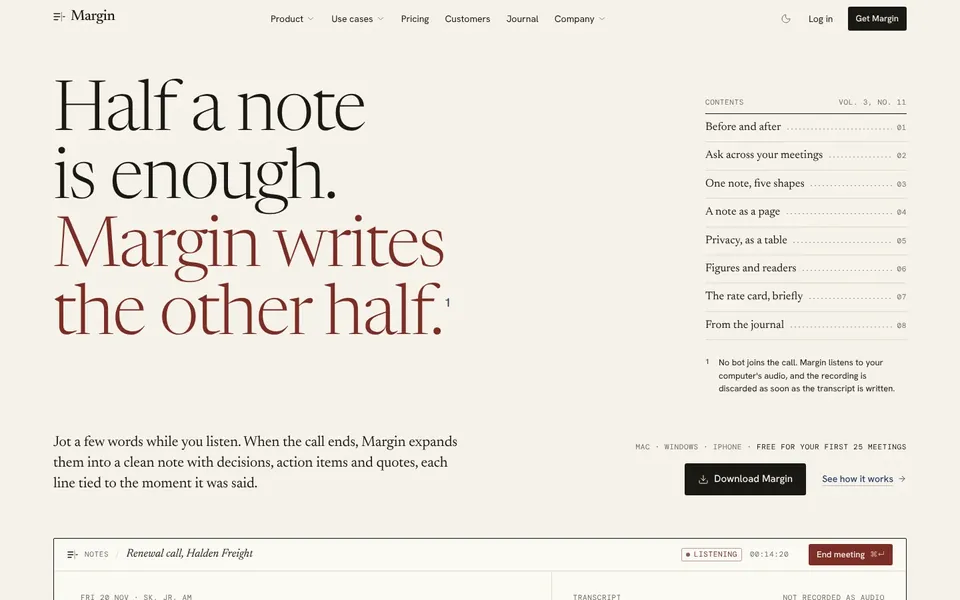 Margin
Product Use cases Pricing Customers Journal Company
Log in
Get Margin
Half a note
is enough.
Margin writes
the other half.1
CONTENTS VOL. 3, NO. 11
Before and after 01
Ask across your meetings 02
One note, five shapes 03
A note as a page 04
Privacy, as a table 05
Figures and readers 06
The rate card, briefly 07
From the journal 08
1 No bot joins the call. Margin listens to your
computer's audio, and the recording is
discarded as soon as the transcript is written.
Jot a few words while you listen. When the call ends, Margin expands
them into a clean note with decisions, action items and quotes, each
line tied to the moment it was said.
MAC · WINDOWS · IPHONE · FREE FOR YOUR FIRST 25 MEETINGS
Download Margin
See how it works →
NOTES / Renewal call, Halden Freight
LISTENING 00:14:20
End meeting ⌘↵
FRI 20 NOV · SK, JR, AM
TRANSCRIPT NOT RECORDED AS AUDIO